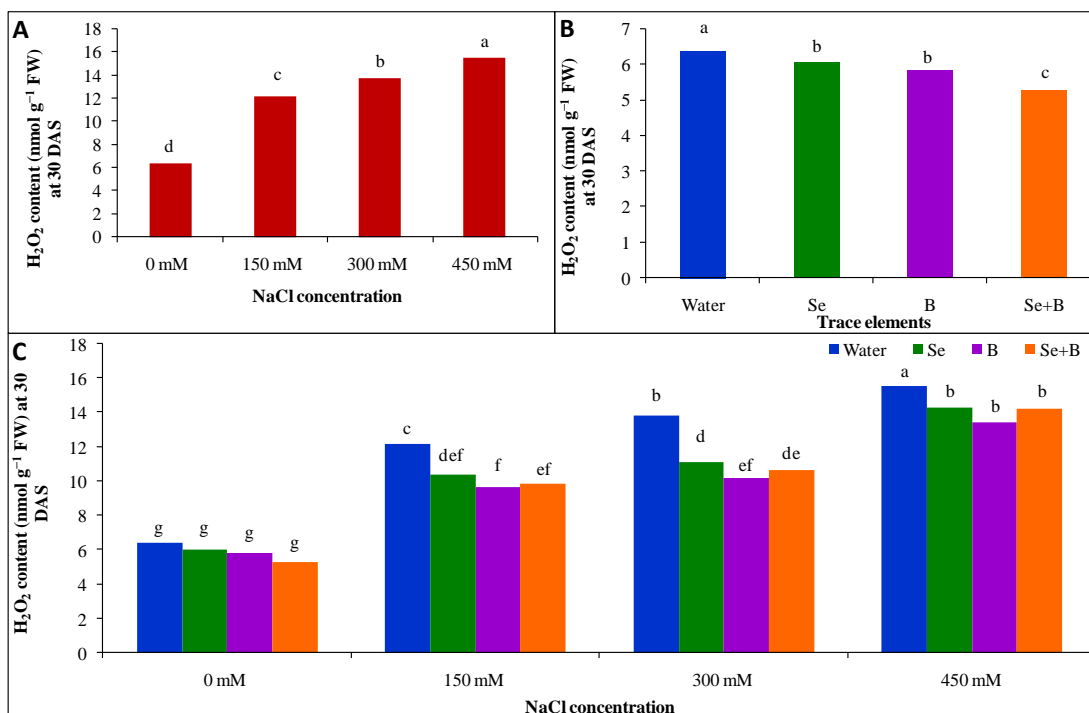 A
H₂O₂ content (nmol g⁻¹ FW)
at 30 DAS
18
16
14
12
10
8
6
4
2
0
d
c
b
a
0 mM 150 mM 300 mM 450 mM
NaCl concentration
B
H₂O₂ content (nmol g⁻¹ FW)
at 30 DAS
7
6
5
4
3
2
1
0
a
b
b
c
Water Se B Se+B
Trace elements
C
H₂O₂ content (nmol g⁻¹ FW) at 30
DAS
18
16
14
12
10
8
6
4
2
0
Water Se B Se+B
g g g g
c def f ef
b d ef de
a b b b
0 mM 150 mM 300 mM 450 mM
NaCl concentration